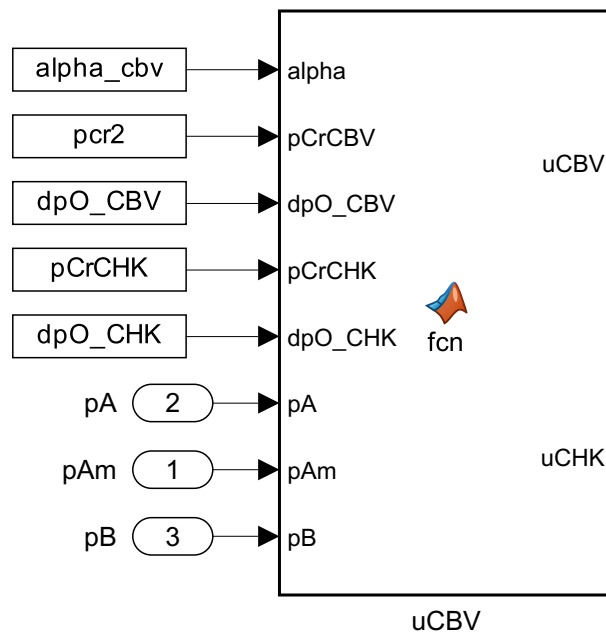 alpha_cbv alpha
pcr2 pCrCBV uCBV
dpO_CBV dpO_CBV
pCrCHK pCrCHK
dpO_CHK dpO_CHK fcn
pA 2 pA
pAm 1 pAm uCHK
pB 3 pB
uCBV